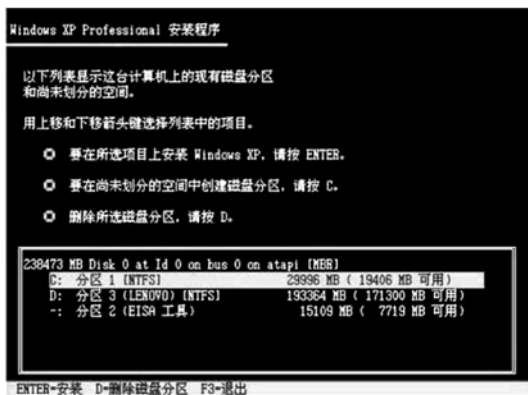 Windows XP Professional 安装程序
以下列表显示这台计算机上的现有磁盘分区
和尚未划分的空间。
用上移和下移箭头键选择列表中的项目。
要在所选项目上安装 Windows XP, 请按 ENTER。
要在尚未划分的空间中创建磁盘分区, 请按 C。
删除所选磁盘分区, 请按 D。
238473 MB Disk 0 at Id 0 on bus 0 on atapi [MBR]
C: 分区 1 [NTFS] 29996 MB ( 19406 MB 可用)
D: 分区 3 (LENOVO) [NTFS] 193364 MB ( 171300 MB 可用)
-: 分区 2 (EISA 工具) 15109 MB ( 7719 MB 可用)
ENTER=安装 D=删除磁盘分区 F3=退出